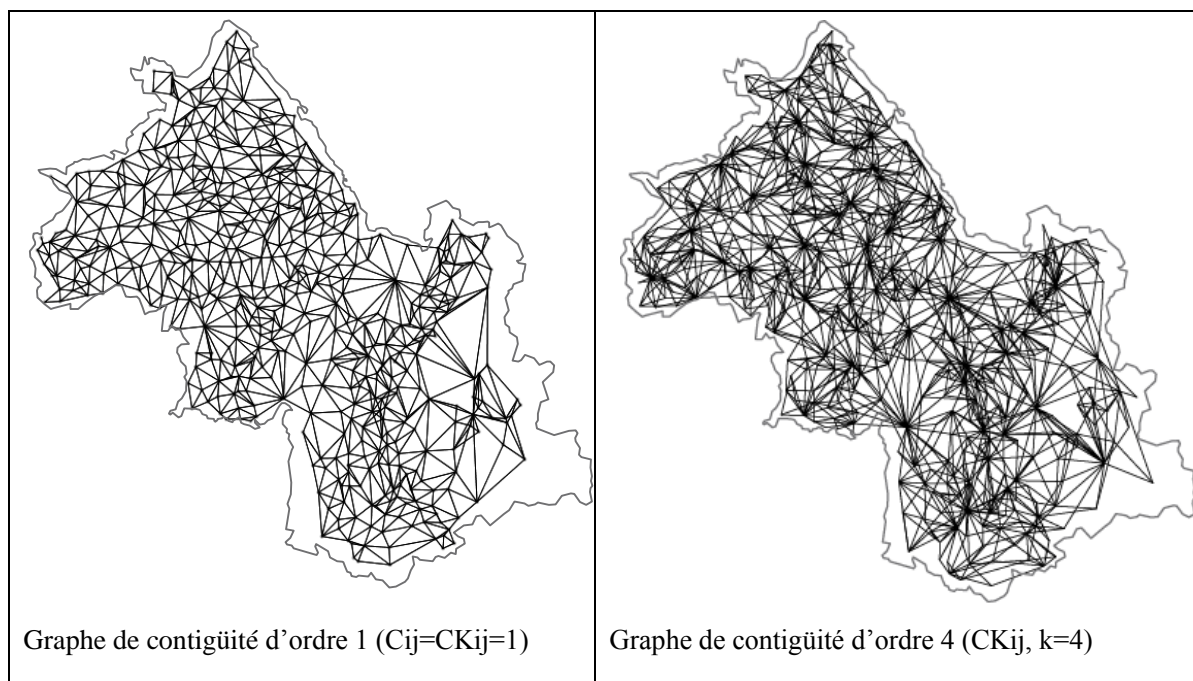 Graphe de contigüité d'ordre 1 (Cij=CKij=1)
Graphe de contigüité d'ordre 4 (CKij, k=4)